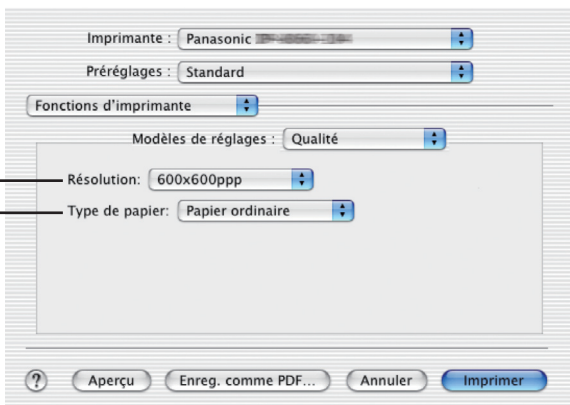 Imprimante : Panasonic
Préréglages : Standard
Fonctions d'imprimante
Modèles de réglages : Qualité
Résolution: 600x600ppp
Type de papier: Papier ordinaire
? Aperçu Enreg. comme PDF... Annuler Imprimer